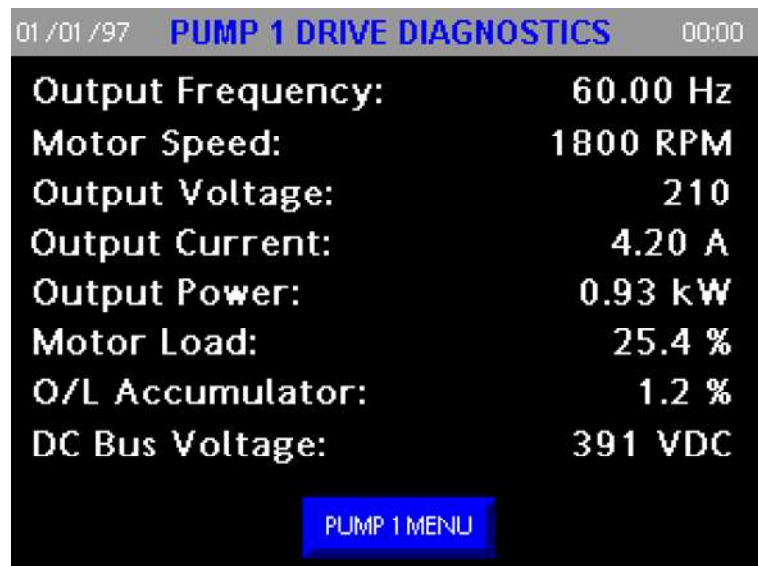 01/01/97 PUMP 1 DRIVE DIAGNOSTICS 00:00
Output Frequency: 60.00 Hz
Motor Speed: 1800 RPM
Output Voltage: 210
Output Current: 4.20 A
Output Power: 0.93 kW
Motor Load: 25.4 %
O/L Accumulator: 1.2 %
DC Bus Voltage: 391 VDC
PUMP 1 MENU